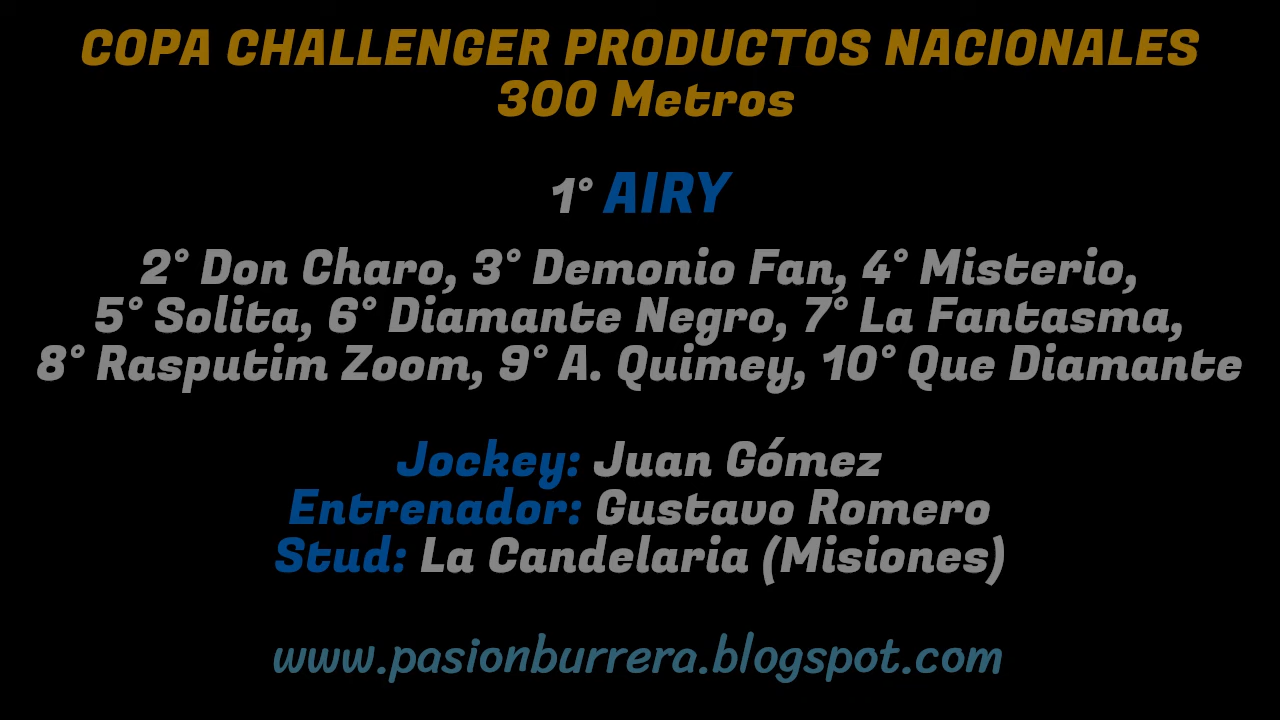 COPA CHALLENGER PRODUCTOS NACIONALES
300 Metros
1° AIRY
2° Don Charo, 3° Demonio Fan, 4° Misterio,
5° Solita, 6° Diamante Negro, 7° La Fantasma,
8° Rasputim Zoom, 9° A. Quimey, 10° Que Diamante
Jockey: Juan Gómez
Entrenador: Gustavo Romero
Stud: La Candelaria (Misiones)
www.pasionburrera.blogspot.com